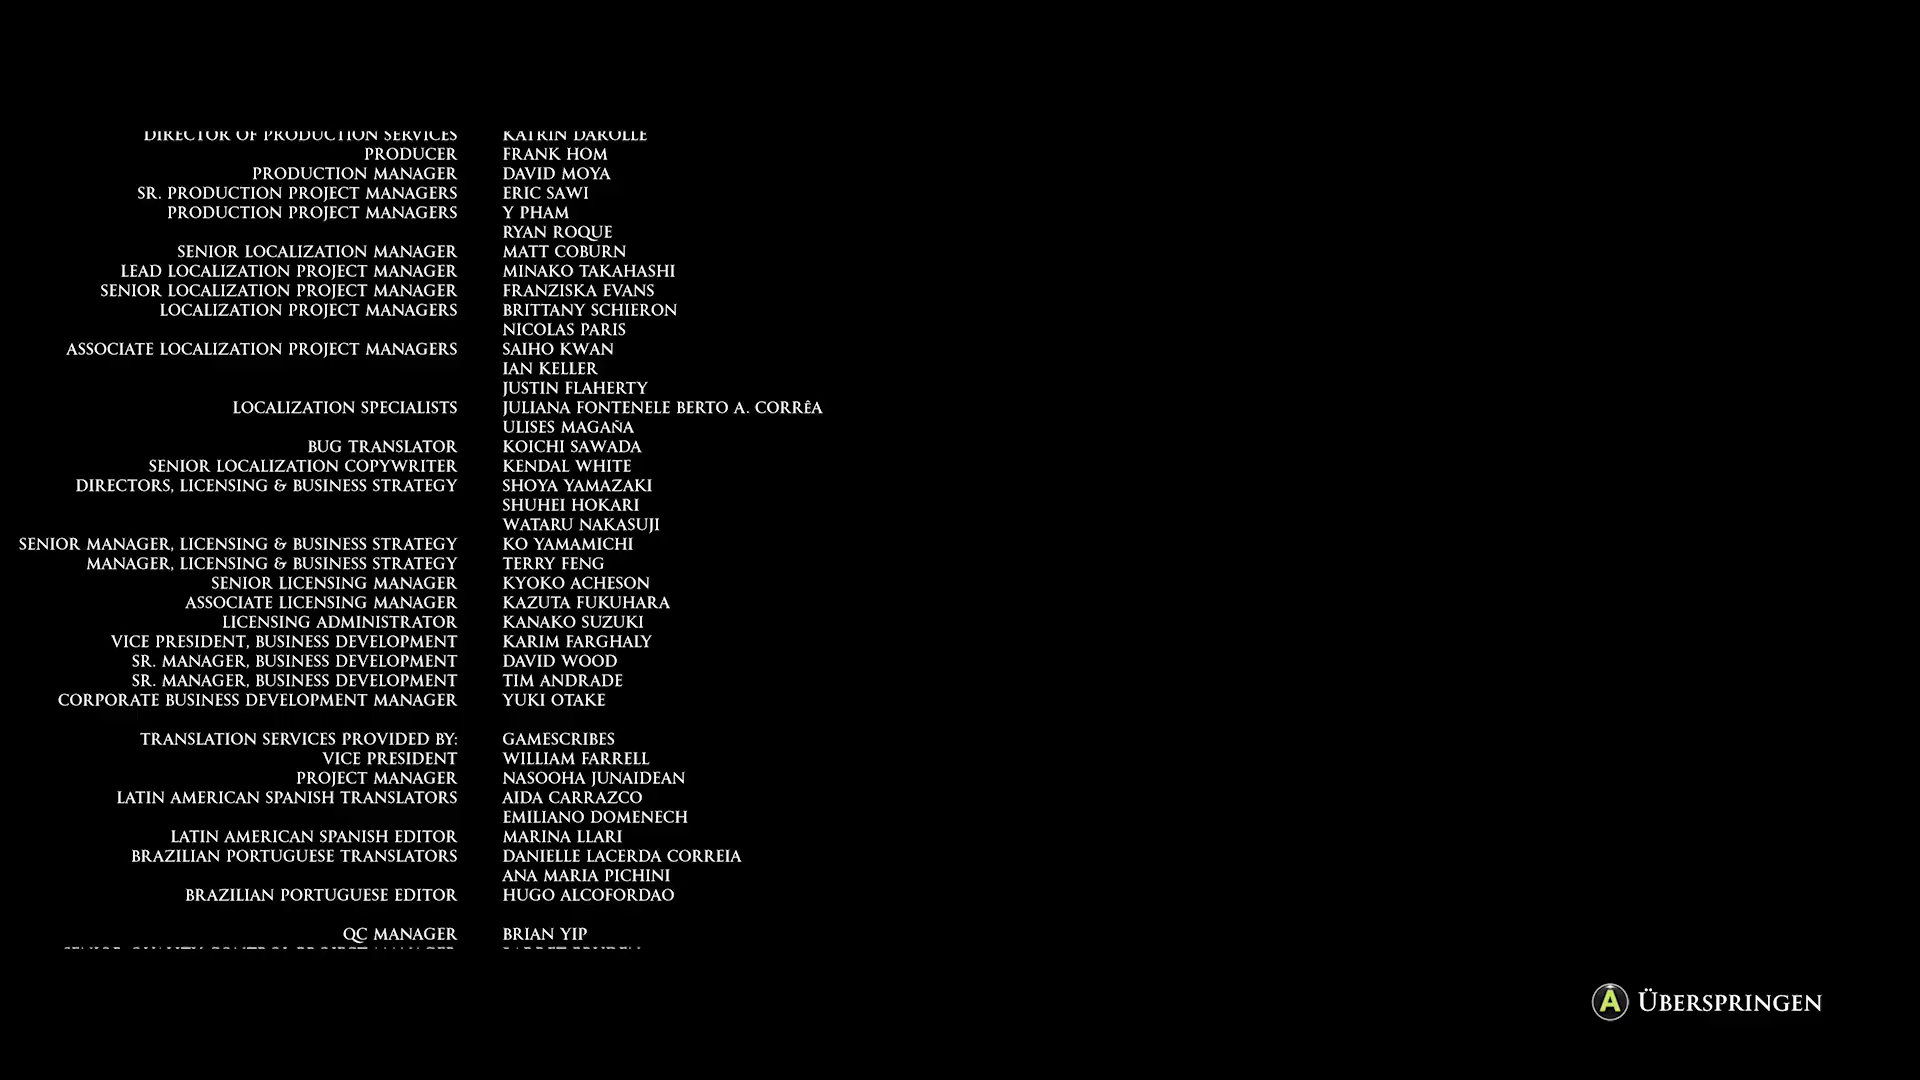 DIRECTOR OF PRODUCTION SERVICES KATRIN DAROLLE
PRODUCER FRANK HOM
PRODUCTION MANAGER DAVID MOYA
SR. PRODUCTION PROJECT MANAGERS ERIC SAWI
PRODUCTION PROJECT MANAGERS Y PHAM
RYAN ROQUE
SENIOR LOCALIZATION MANAGER MATT COBURN
LEAD LOCALIZATION PROJECT MANAGER MINAKO TAKAHASHI
SENIOR LOCALIZATION PROJECT MANAGER FRANZISKA EVANS
LOCALIZATION PROJECT MANAGERS BRITTANY SCHIERON
NICOLAS PARIS
ASSOCIATE LOCALIZATION PROJECT MANAGERS SAIHO KWAN
IAN KELLER
JUSTIN FLAHERTY
LOCALIZATION SPECIALISTS JULIANA FONTENELE BERTO A. CORRÊA
ULISES MAGAÑA
BUG TRANSLATOR KOICHI SAWADA
SENIOR LOCALIZATION COPYWRITER KENDAL WHITE
DIRECTORS, LICENSING & BUSINESS STRATEGY SHOYA YAMAZAKI
SHUHEI HOKARI
WATARU NAKASUJI
SENIOR MANAGER, LICENSING & BUSINESS STRATEGY KO YAMAMICHI
MANAGER, LICENSING & BUSINESS STRATEGY TERRY FENG
SENIOR LICENSING MANAGER KYOKO ACHESON
ASSOCIATE LICENSING MANAGER KAZUTA FUKUHARA
LICENSING ADMINISTRATOR KANAKO SUZUKI
VICE PRESIDENT, BUSINESS DEVELOPMENT KARIM FARGHALY
SR. MANAGER, BUSINESS DEVELOPMENT DAVID WOOD
SR. MANAGER, BUSINESS DEVELOPMENT TIM ANDRADE
CORPORATE BUSINESS DEVELOPMENT MANAGER YUKI OTAKE
TRANSLATION SERVICES PROVIDED BY: GAMESCRIBES
VICE PRESIDENT WILLIAM FARRELL
PROJECT MANAGER NASOOHA JUNAIDEAN
LATIN AMERICAN SPANISH TRANSLATORS AIDA CARRAZCO
EMILIANO DOMENECH
LATIN AMERICAN SPANISH EDITOR MARINA LLARI
BRAZILIAN PORTUGUESE TRANSLATORS DANIELLE LACERDA CORREIA
ANA MARIA PICHINI
BRAZILIAN PORTUGUESE EDITOR HUGO ALCOFORDAO
QC MANAGER BRIAN YIP
A ÜBERSPRINGEN